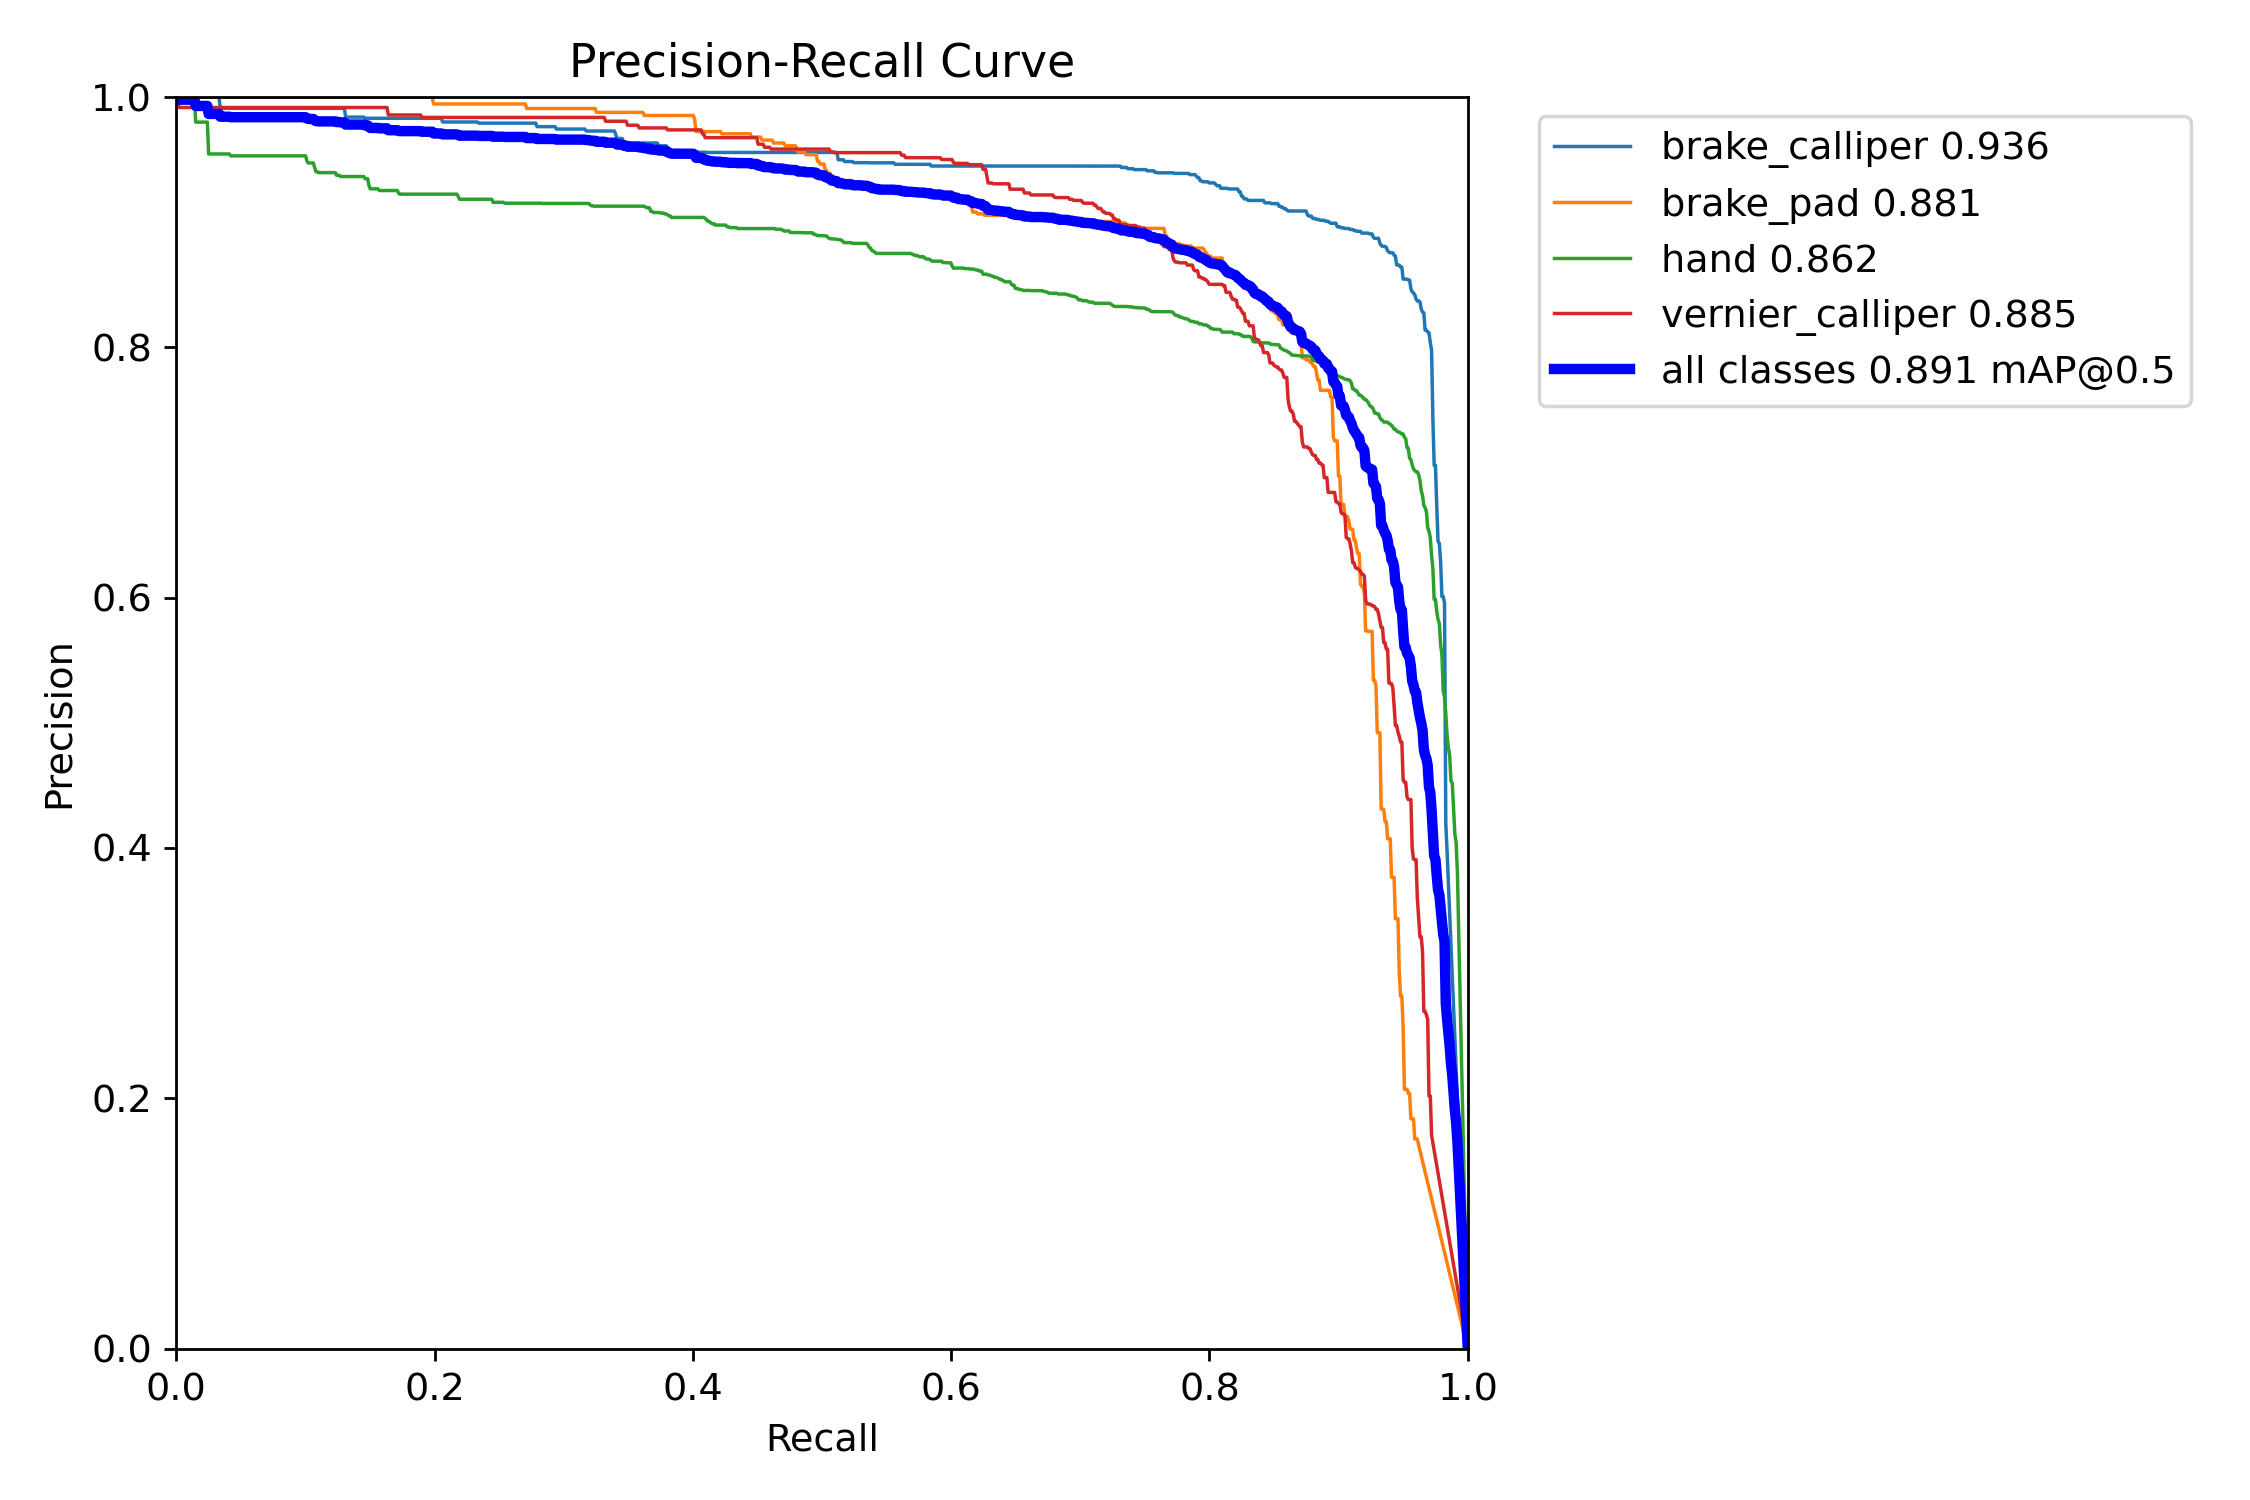 Precision-Recall Curve
1.0
0.8
0.6
0.4
0.2
0.0
Precision
0.0 0.2 0.4 0.6 0.8 1.0
Recall
brake_calliper 0.936
brake_pad 0.881
hand 0.862
vernier_calliper 0.885
all classes 0.891 mAP@0.5